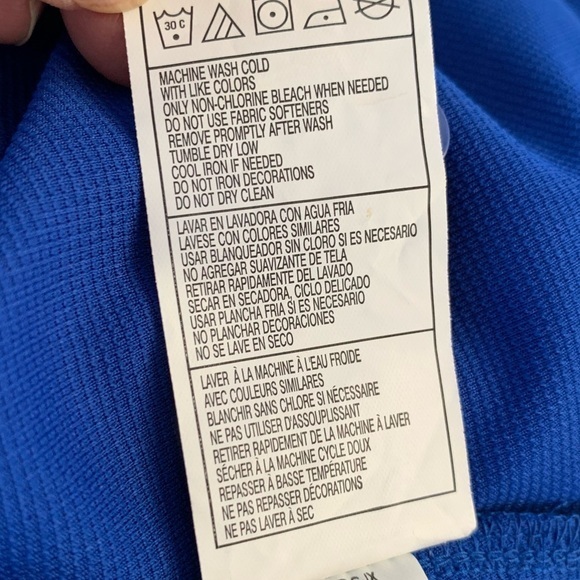 30 C
MACHINE WASH COLD
WITH LIKE COLORS
ONLY NON-CHLORINE BLEACH WHEN NEEDED
DO NOT USE FABRIC SOFTENERS
REMOVE PROMPTLY AFTER WASH
TUMBLE DRY LOW
COOL IRON IF NEEDED
DO NOT IRON DECORATIONS
DO NOT DRY CLEAN
LAVAR EN LAVADORA CON AGUA FRIA
LAVESE CON COLORES SIMILARES
USAR BLANQUEADOR SIN CLORO SI ES NECESARIO
NO AGREGAR SUAVIZANTE DE TELA
RETIRAR RAPIDAMENTE DEL LAVADO
SECAR EN SECADORA, CICLO DELICADO
USAR PLANCHA FRIA SI ES NECESARIO
NO PLANCHAR DECORACIONES
NO SE LAVE EN SECO
LAVER À LA MACHINE À L'EAU FROIDE
AVEC COULEURS SIMILAIRES
BLANCHIR SANS CHLORE SI NÉCESSAIRE
NE PAS UTILISER D'ASSOUPLISSANT
RETIRER RAPIDEMENT DE LA MACHINE À LAVER
SÉCHER À LA MACHINE CYCLE DOUX
REPASSER À BASSE TEMPÉRATURE
NE PAS REPASSER DÉCORATIONS
NE PAS LAVER À SEC